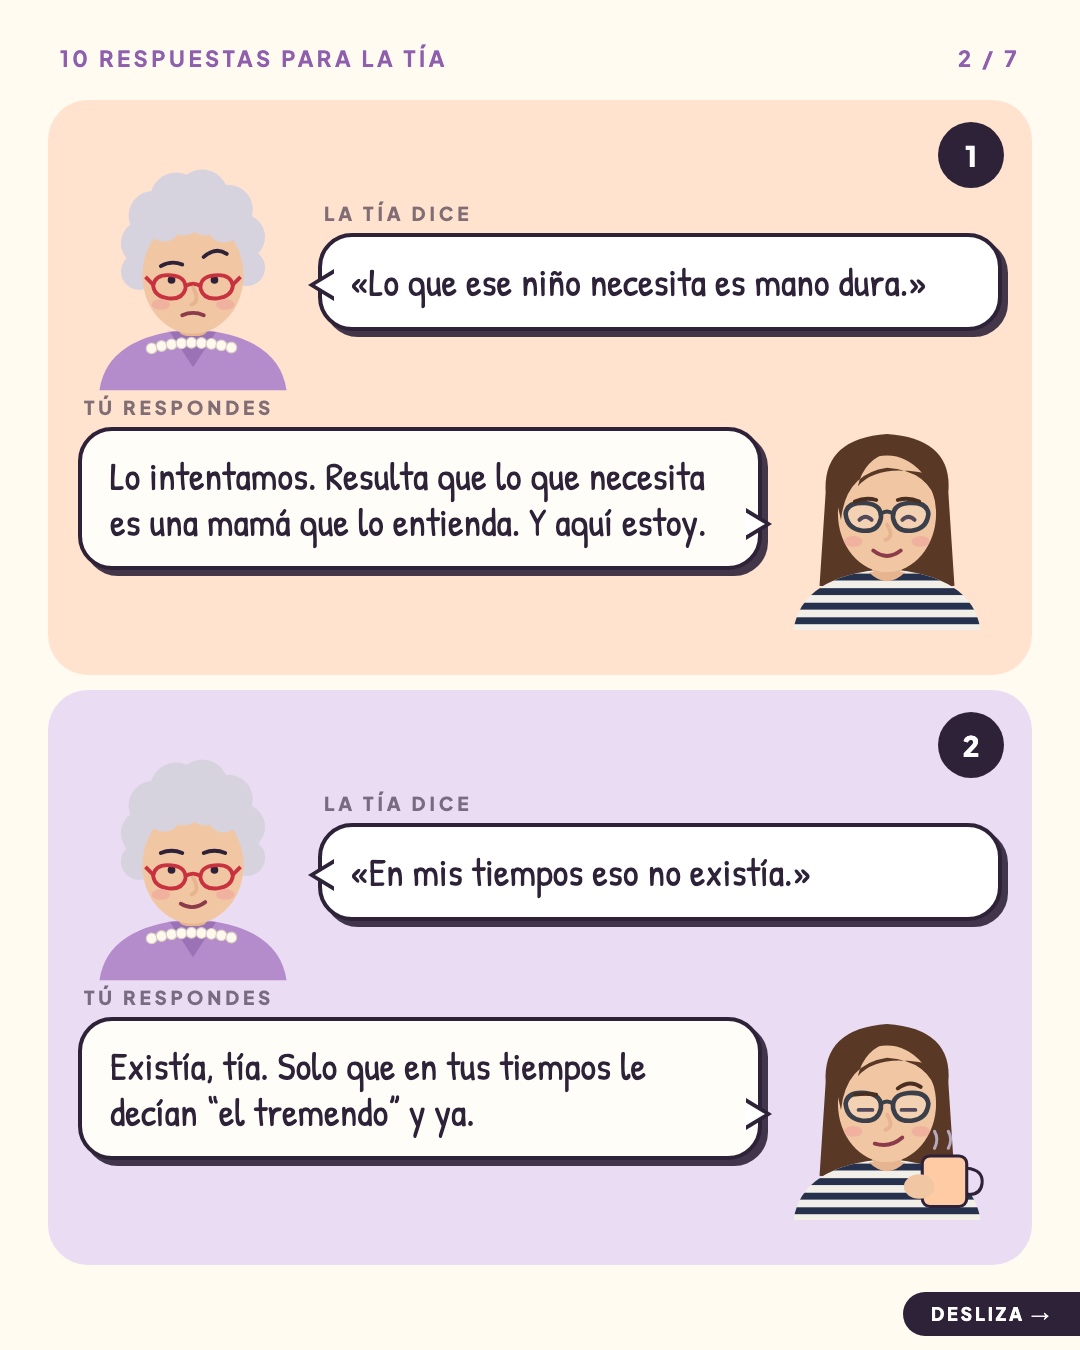 10 RESPUESTAS PARA LA TÍA
2 / 7
1
LA TÍA DICE
«Lo que ese niño necesita es mano dura.»
TÚ RESPONDES
Lo intentamos. Resulta que lo que necesita
es una mamá que lo entienda. Y aquí estoy.
2
LA TÍA DICE
«En mis tiempos eso no existía.»
TÚ RESPONDES
Existía, tía. Solo que en tus tiempos le
decían “el tremendo” y ya.
DESLIZA →